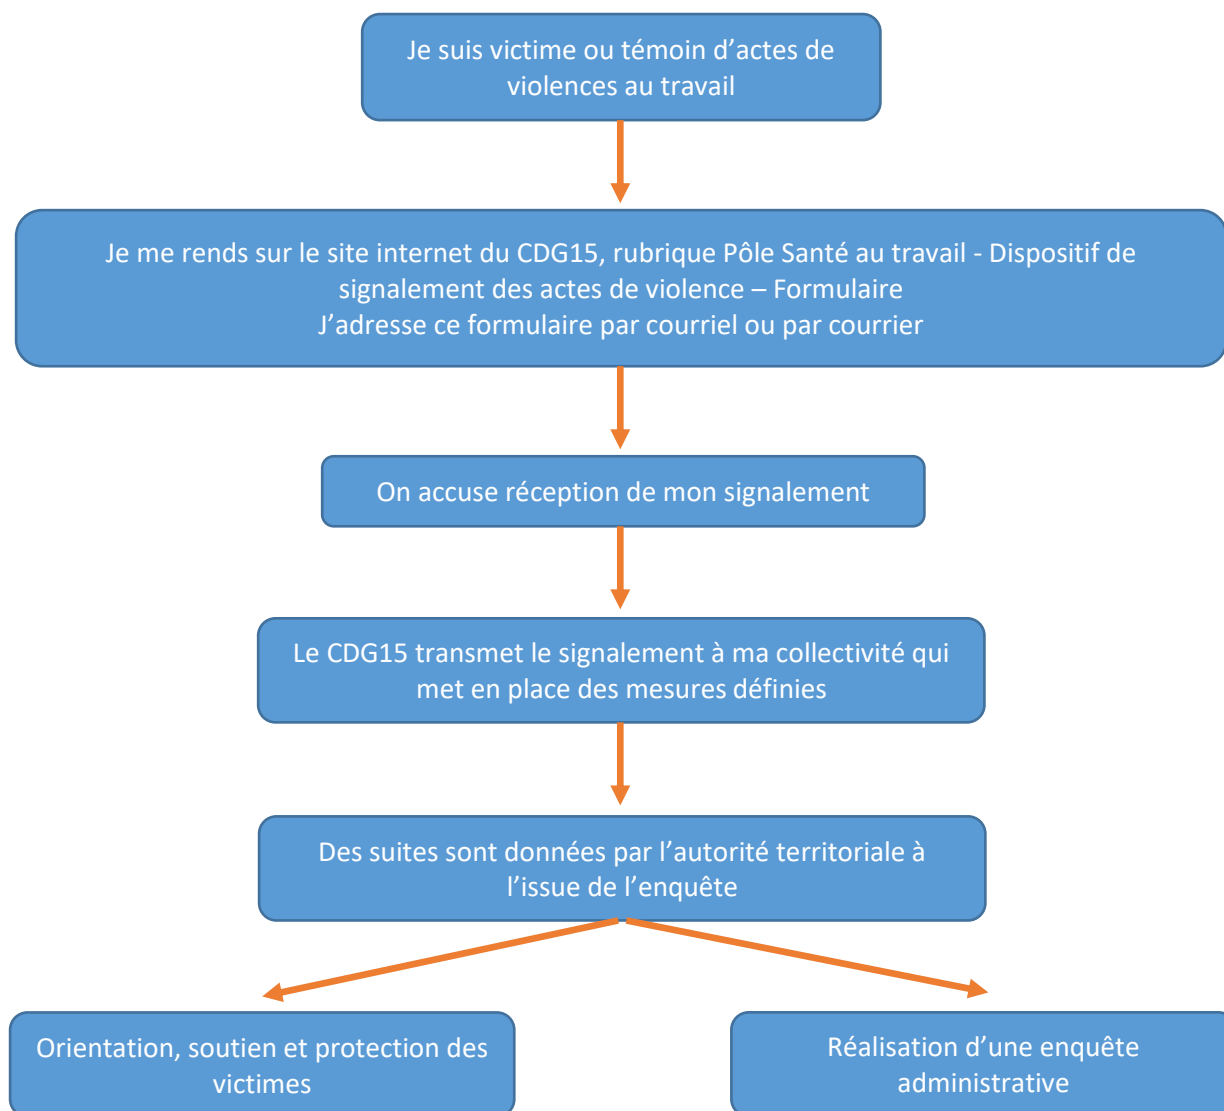 Je suis victime ou témoin d’actes de
violences au travail
Je me rends sur le site internet du CDG15, rubrique Pôle Santé au travail - Dispositif de
signalement des actes de violence – Formulaire
J’adresse ce formulaire par courriel ou par courrier
On accuse réception de mon signalement
Le CDG15 transmet le signalement à ma collectivité qui
met en place des mesures définies
Des suites sont données par l’autorité territoriale à
l’issue de l’enquête
Orientation, soutien et protection des
victimes
Réalisation d’une enquête
administrative